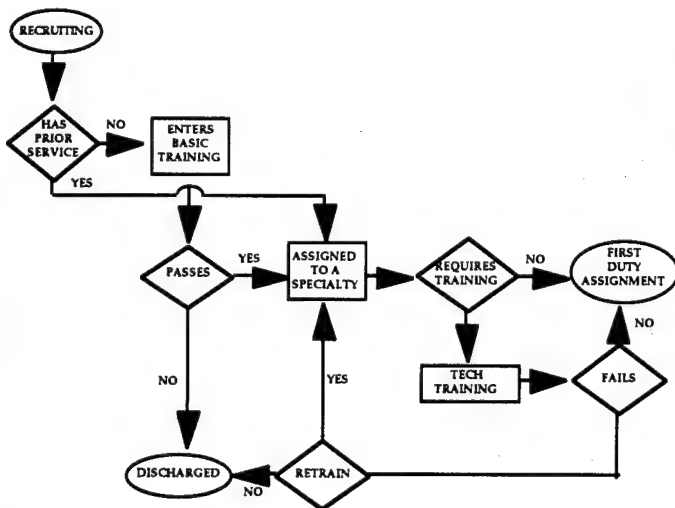 RECRUITING
HAS
PRIOR
SERVICE
NO
ENTERS
BASIC
TRAINING
YES
PASSES
YES
ASSIGNED
TO A
SPECIALTY
REQUIRES
TRAINING
NO
FIRST
DUTY
ASSIGNMENT
NO
TECH
TRAINING
FAILS
NO
YES
DISCHARGED
NO
RETRAIN